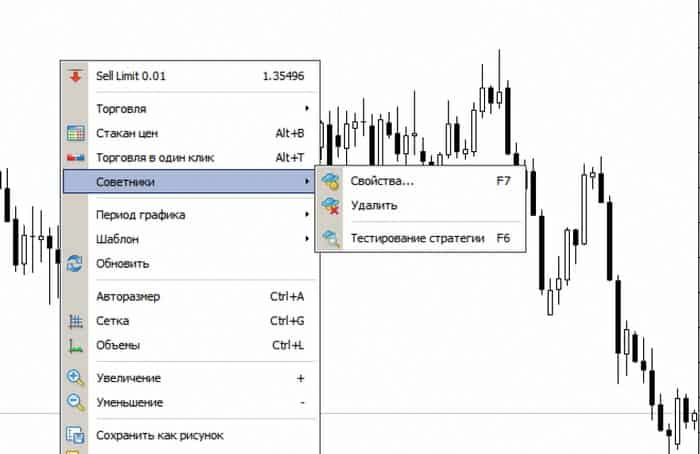 Sell Limit 0.01 1.35496
Торговля
Стакан цен Alt+B
Торговля в один клик Alt+T
Советники
Свойства... F7
Удалить
Тестирование стратегии F6
Период графика
Шаблон
Обновить
Авторазмер Ctrl+A
Сетка Ctrl+G
Объемы Ctrl+L
Увеличение +
Уменьшение -
Сохранить как рисунок